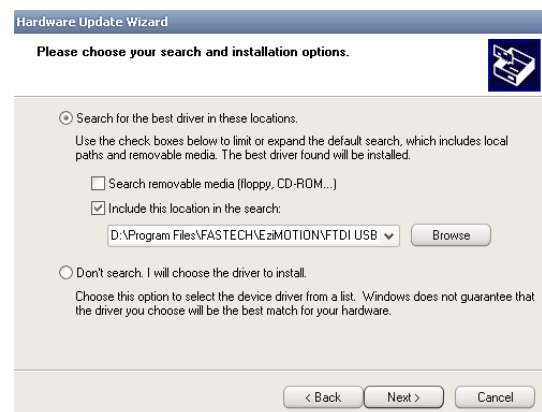 Hardware Update Wizard
Please choose your search and installation options.
Search for the best driver in these locations.
Use the check boxes below to limit or expand the default search, which includes local
paths and removable media. The best driver found will be installed.
Search removable media (floppy, CD-ROM...)
Include this location in the search:
D:\Program Files\FASTECH\EziMOTION\FTDI USB
Browse
Don't search. I will choose the driver to install.
Choose this option to select the device driver from a list. Windows does not guarantee that
the driver you choose will be the best match for your hardware.
< Back Next > Cancel